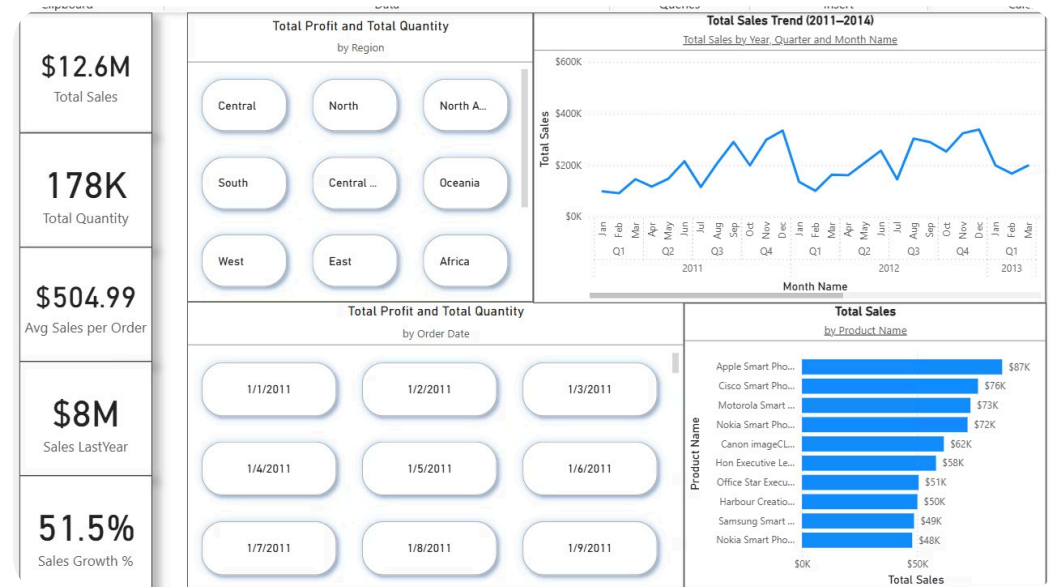 Clipboard
Data
Queries
Insert
$12.6M
Total Sales
178K
Total Quantity
$504.99
Avg Sales per Order
$8M
Sales LastYear
51.5%
Sales Growth %
Total Profit and Total Quantity
by Region
Central
North
North A...
South
Central ...
Oceania
West
East
Africa
Total Sales Trend (2011–2014)
Total Sales by Year, Quarter and Month Name
Total Sales
$600K
$400K
$200K
$0K
Jan Feb Mar Apr May Jun Jul Aug Sep Oct Nov Dec Jan Feb Mar Apr May Jun Jul Aug Sep Oct Nov Dec Jan Feb Mar
Q1 Q2 Q3 Q4 Q1 Q2 Q3 Q4 Q1
2011 2012 2013
Month Name
Total Profit and Total Quantity
by Order Date
1/1/2011
1/2/2011
1/3/2011
1/4/2011
1/5/2011
1/6/2011
1/7/2011
1/8/2011
1/9/2011
Total Sales
by Product Name
Product Name
Apple Smart Pho... $87K
Cisco Smart Pho... $76K
Motorola Smart ... $73K
Nokia Smart Pho... $72K
Canon imageCL... $62K
Hon Executive Le... $58K
Office Star Execu... $51K
Harbour Creatio... $50K
Samsung Smart ... $49K
Nokia Smart Pho... $48K
$0K $50K
Total Sales